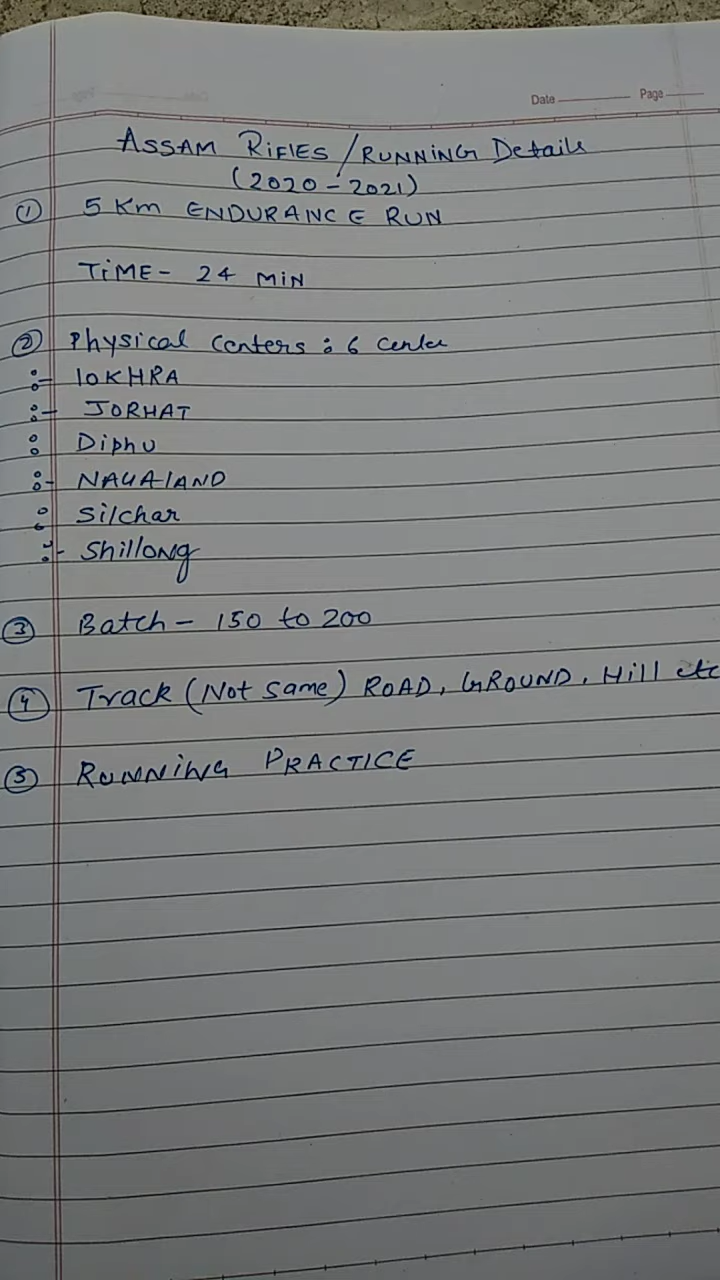 Date Page
ASSAM RIFIES / RUNNING Details
(2020-2021)
① 5 Km ENDURANCE RUN
TiME - 24 MiN
② Physical Centers : 6 Center
:- lOKHRA
:- JORHAT
: Diphu
:- NAGAlAND
: Silchar
:- Shillong
③ Batch - 150 to 200
④ Track (Not same) ROAD, GROUND, Hill etc
⑤ RUNNiNG PRACTICE